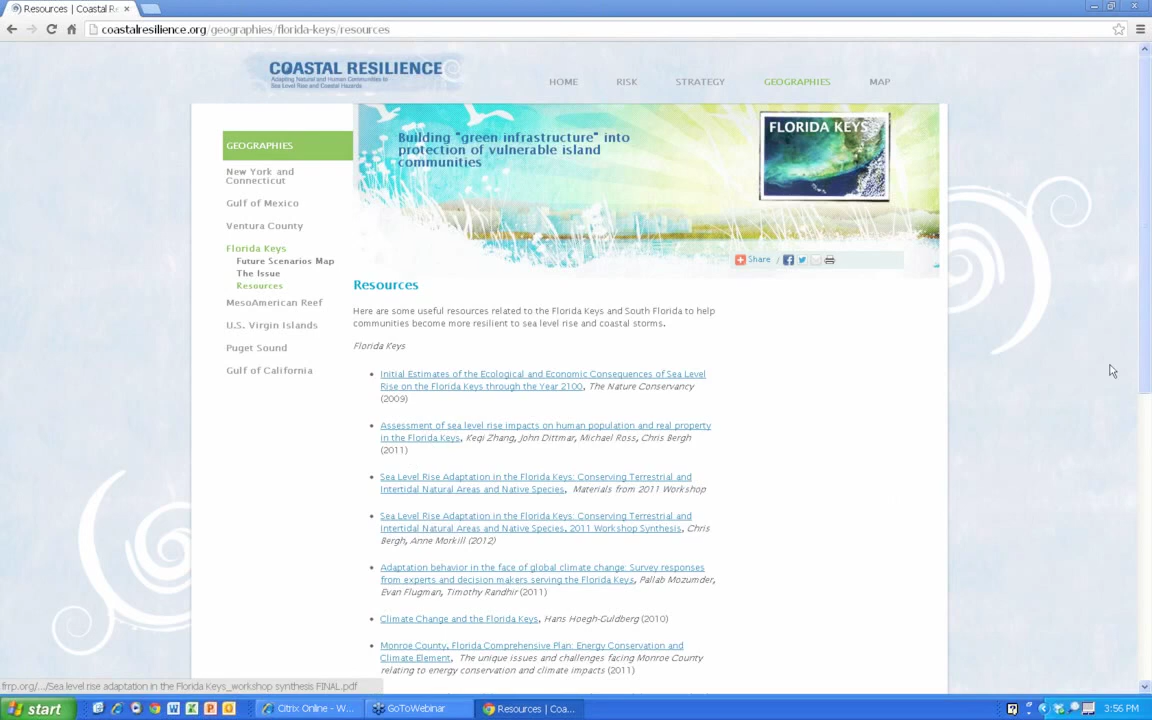 Resources | Coastal Re
coastalresilience.org/geographies/florida-keys/resources
COASTAL RESILIENCE
Adapting Natural and Human Communities to
Sea Level Rise and Coastal Hazards
HOME RISK STRATEGY GEOGRAPHIES MAP
Building "green infrastructure" into
protection of vulnerable island
communities
FLORIDA KEYS
Share /
GEOGRAPHIES
New York and
Connecticut
Gulf of Mexico
Ventura County
Florida Keys
Future Scenarios Map
The Issue
Resources
MesoAmerican Reef
U.S. Virgin Islands
Puget Sound
Gulf of California
Resources
Here are some useful resources related to the Florida Keys and South Florida to help
communities become more resilient to sea level rise and coastal storms.
Florida Keys
Initial Estimates of the Ecological and Economic Consequences of Sea Level
Rise on the Florida Keys through the Year 2100, The Nature Conservancy
(2009)
Assessment of sea level rise impacts on human population and real property
in the Florida Keys, Keqi Zhang, John Dittmar, Michael Ross, Chris Bergh
(2011)
Sea Level Rise Adaptation in the Florida Keys: Conserving Terrestrial and
Intertidal Natural Areas and Native Species, Materials from 2011 Workshop
Sea Level Rise Adaptation in the Florida Keys: Conserving Terrestrial and
Intertidal Natural Areas and Native Species, 2011 Workshop Synthesis, Chris
Bergh, Anne Morkill (2012)
Adaptation behavior in the face of global climate change: Survey responses
from experts and decision makers serving the Florida Keys, Pallab Mozumder,
Evan Flugman, Timothy Randhir (2011)
Climate Change and the Florida Keys, Hans Hoegh-Guldberg (2010)
Monroe County, Florida Comprehensive Plan: Energy Conservation and
Climate Element, The unique issues and challenges facing Monroe County
relating to energy conservation and climate impacts (2011)
frrp.org/.../Sea level rise adaptation in the Florida Keys_workshop synthesis FINAL.pdf
start
Citrix Online - W...
GoToWebinar
Resources | Coa...
3:56 PM